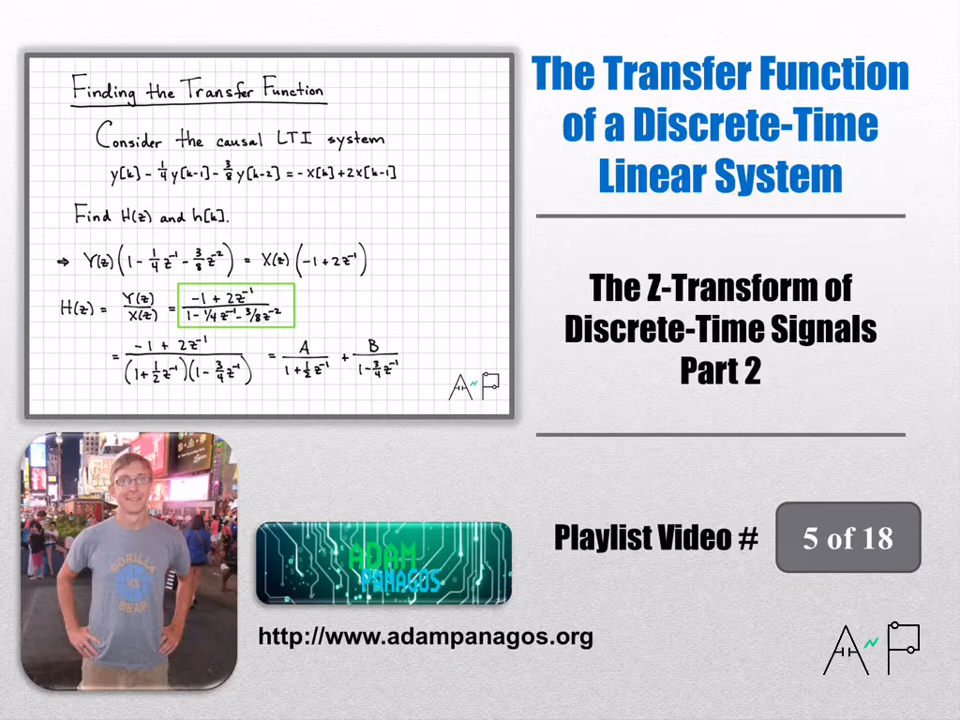 Finding the Transfer Function
Consider the causal LTI system
y[k] - 1/4 y[k-1] - 3/8 y[k-2] = -x[k] + 2x[k-1]
Find H(z) and h[k].
⇒ Y(z)(1 - 1/4 z⁻¹ - 3/8 z⁻²) = X(z)(-1 + 2z⁻¹)
H(z) = Y(z)/X(z) = (-1 + 2z⁻¹)/(1 - 1/4 z⁻¹ - 3/8 z⁻²)
= (-1 + 2z⁻¹)/((1 + 1/2 z⁻¹)(1 - 3/4 z⁻¹)) = A/(1 + 1/2 z⁻¹) + B/(1 - 3/4 z⁻¹)
AP
The Transfer Function
of a Discrete-Time
Linear System
The Z-Transform of
Discrete-Time Signals
Part 2
GORILLA
VS
BEAR
ADAM
PANAGOS
http://www.adampanagos.org
Playlist Video # 5 of 18
AP